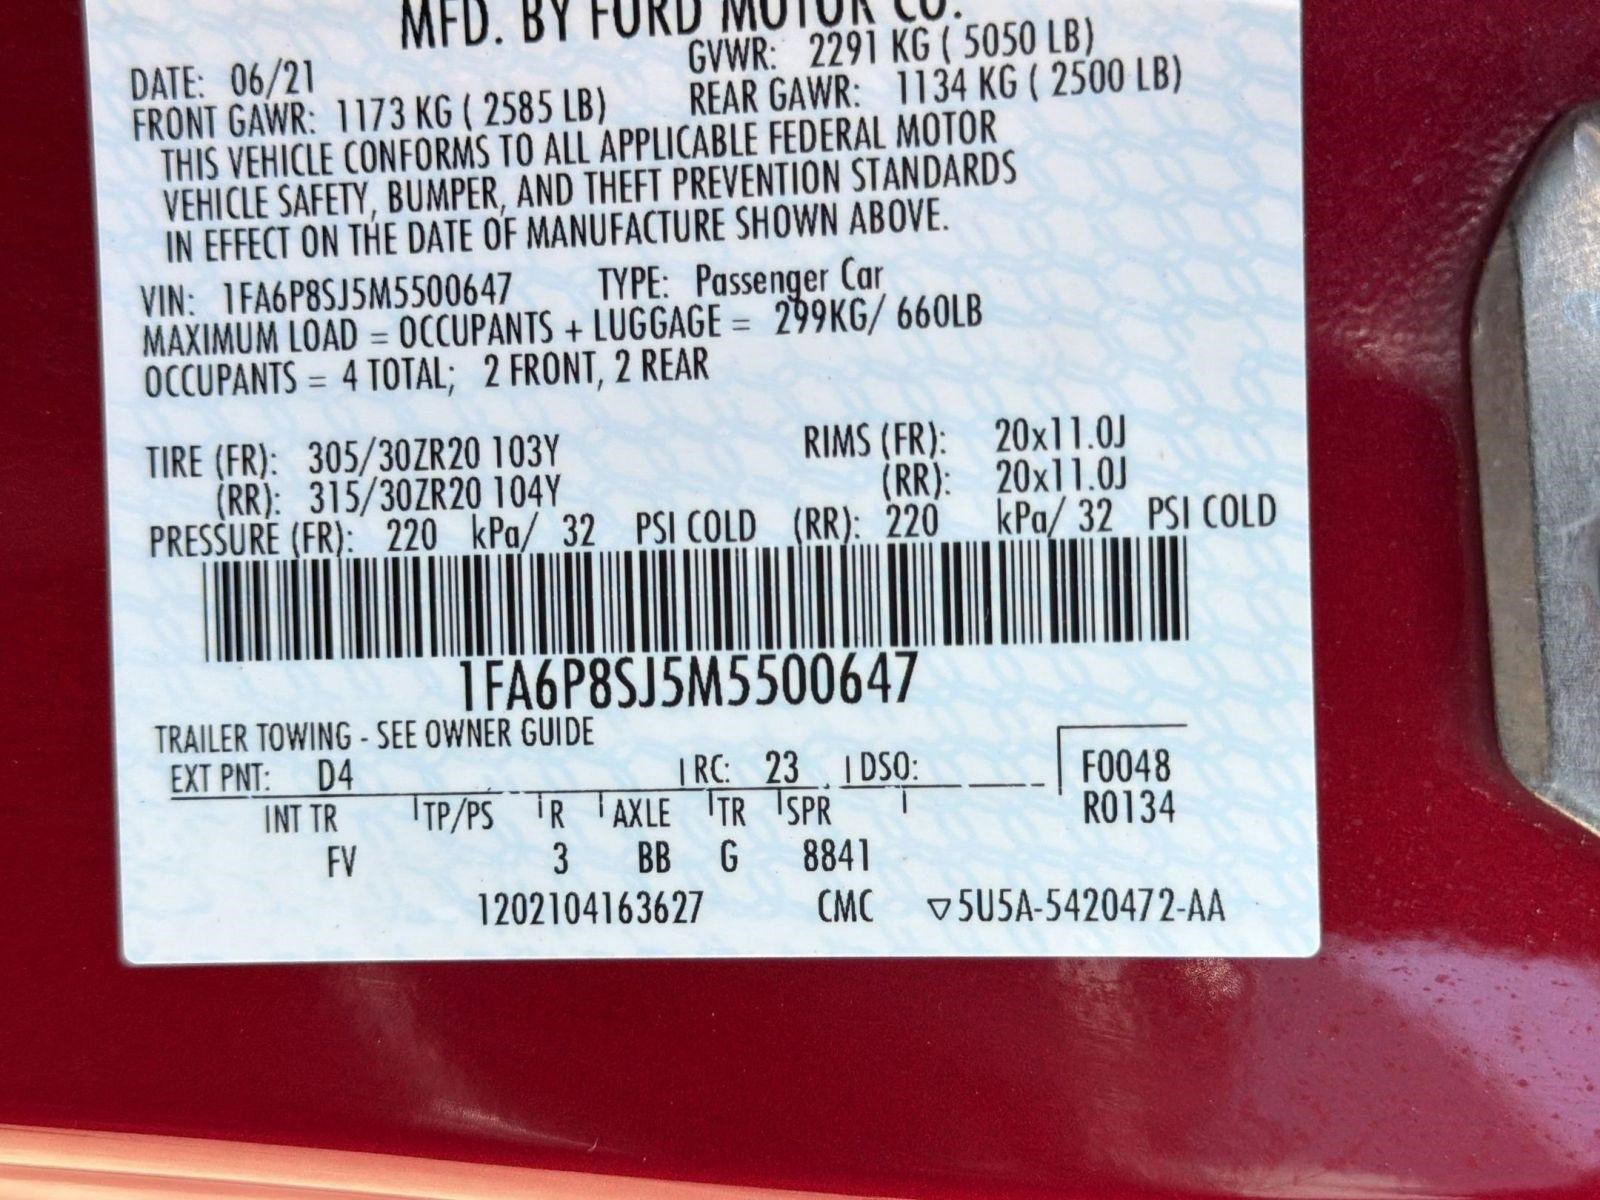 MFD. BY FORD MOTOR CO.
DATE: 06/21 GVWR: 2291 KG ( 5050 LB)
FRONT GAWR: 1173 KG ( 2585 LB) REAR GAWR: 1134 KG ( 2500 LB)
THIS VEHICLE CONFORMS TO ALL APPLICABLE FEDERAL MOTOR
VEHICLE SAFETY, BUMPER, AND THEFT PREVENTION STANDARDS
IN EFFECT ON THE DATE OF MANUFACTURE SHOWN ABOVE.
VIN: 1FA6P8SJ5M5500647 TYPE: Passenger Car
MAXIMUM LOAD = OCCUPANTS + LUGGAGE = 299KG/ 660LB
OCCUPANTS = 4 TOTAL; 2 FRONT, 2 REAR
TIRE (FR): 305/30ZR20 103Y RIMS (FR): 20x11.0J
(RR): 315/30ZR20 104Y (RR): 20x11.0J
PRESSURE (FR): 220 kPa/ 32 PSI COLD (RR): 220 kPa/ 32 PSI COLD
1FA6P8SJ5M5500647
TRAILER TOWING - SEE OWNER GUIDE
EXT PNT: D4 RC: 23 DSO: F0048
INT TR TP/PS R AXLE TR SPR R0134
FV 3 BB G 8841
1202104163627 CMC ▽5U5A-5420472-AA